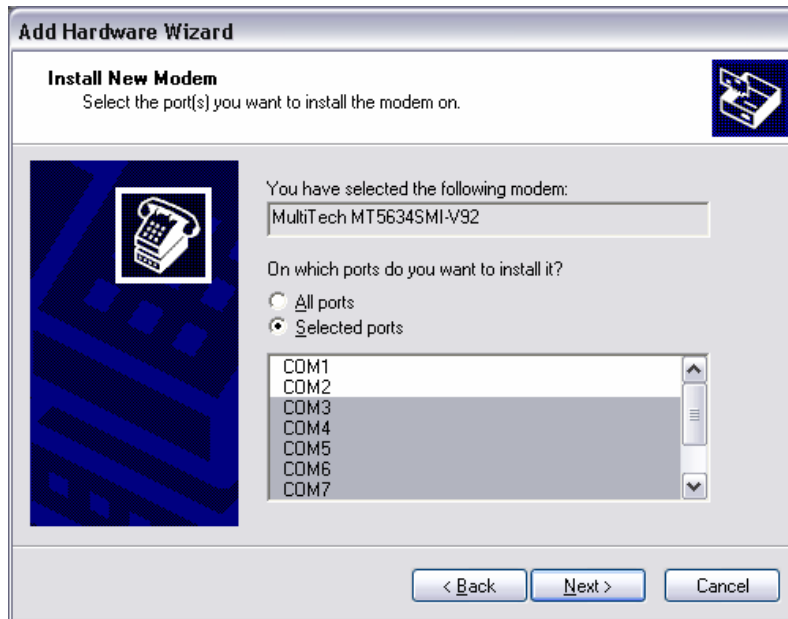 Add Hardware Wizard
Install New Modem
Select the port(s) you want to install the modem on.
You have selected the following modem:
MultiTech MT5634SMI-V92
On which ports do you want to install it?
All ports
Selected ports
COM1
COM2
COM3
COM4
COM5
COM6
COM7
< Back Next > Cancel